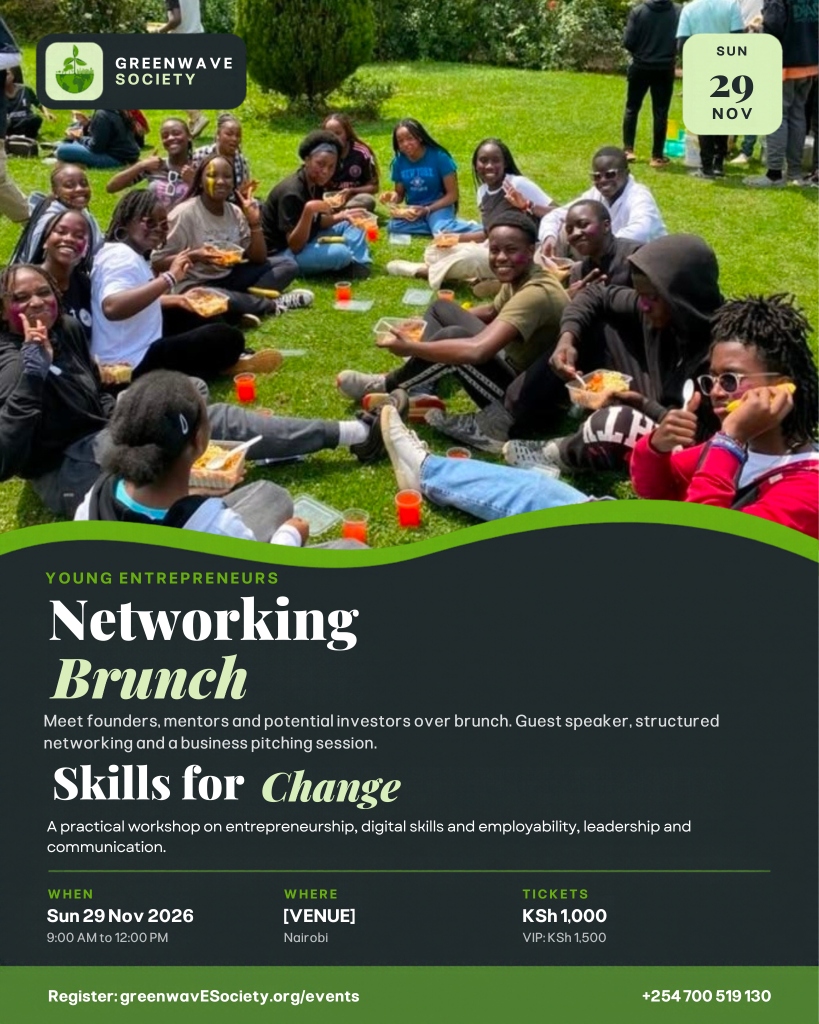 GREENWAVE
SOCIETY
SUN
29
NOV
YOUNG ENTREPRENEURS
Networking
Brunch
Meet founders, mentors and potential investors over brunch. Guest speaker, structured
networking and a business pitching session.
Skills for Change
A practical workshop on entrepreneurship, digital skills and employability, leadership and
communication.
WHEN
Sun 29 Nov 2026
9:00 AM to 12:00 PM
WHERE
[VENUE]
Nairobi
TICKETS
KSh 1,000
VIP: KSh 1,500
Register: greenwavESociety.org/events
+254 700 519 130